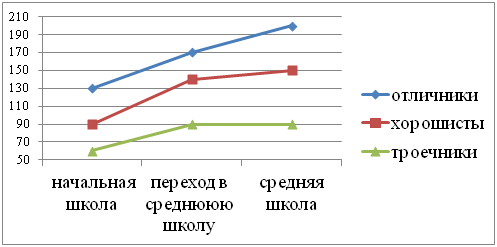 210
190
170
150
130
110
90
70
50
начальная
школа
переход в
среднюю
школу
средняя
школа
отличники
хорошисты
троечники